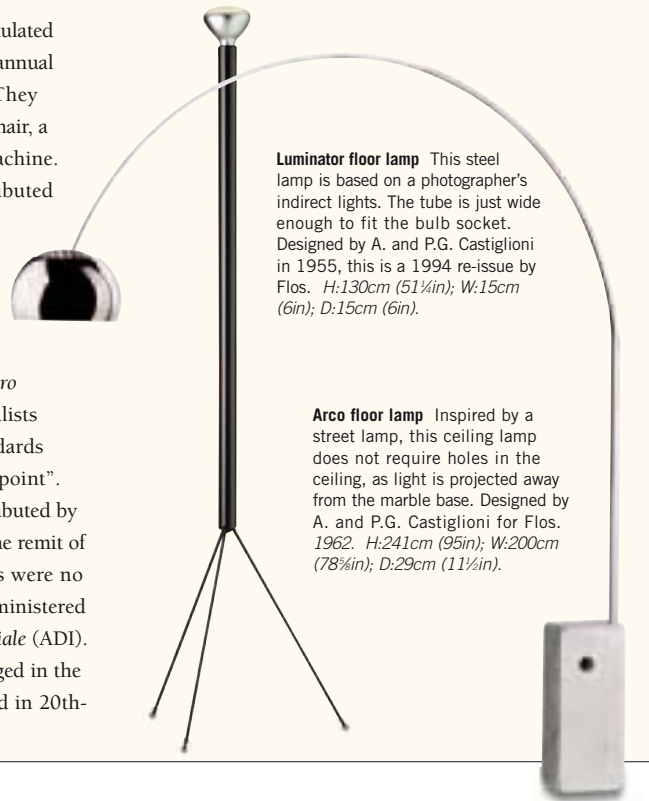 ulated
annual
They
hair, a
achine.
ibuted
ro
lists
dards
point”.
ibuted by
he remit of
s were no
ministered
iale (ADI).
ged in the
d in 20th-
Luminator floor lamp This steel
lamp is based on a photographer’s
indirect lights. The tube is just wide
enough to fit the bulb socket.
Designed by A. and P.G. Castiglioni
in 1955, this is a 1994 re-issue by
Flos. H:130cm (51¼in); W:15cm
(6in); D:15cm (6in).
Arco floor lamp Inspired by a
street lamp, this ceiling lamp
does not require holes in the
ceiling, as light is projected away
from the marble base. Designed by
A. and P.G. Castiglioni for Flos.
1962. H:241cm (95in); W:200cm
(78⅝in); D:29cm (11½in).